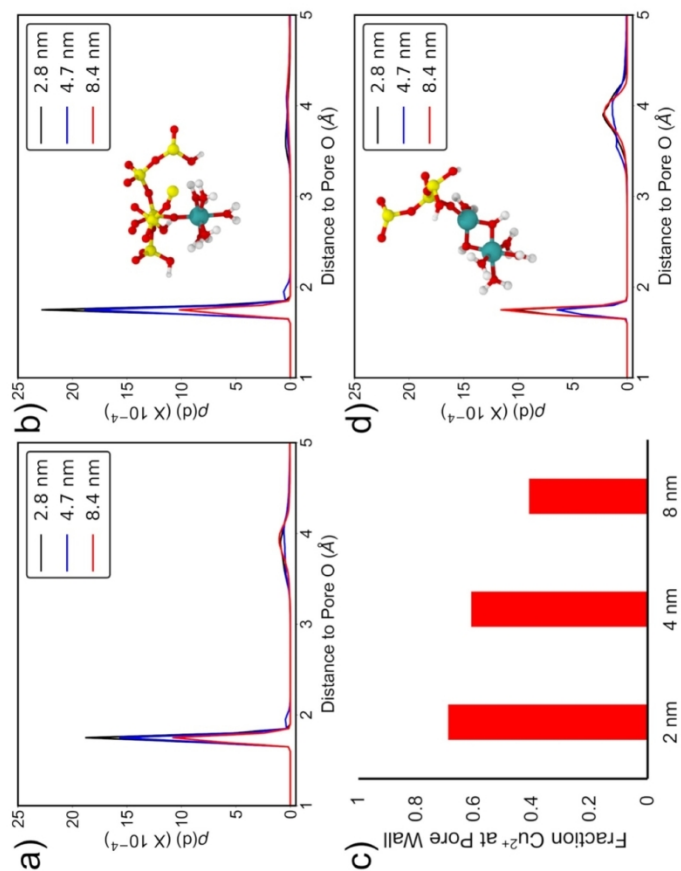 a)
25
20
15
10
5
0
ρ(d) (X 10⁻⁴)
1 2 3 4 5
Distance to Pore O (Å)
2.8 nm
4.7 nm
8.4 nm
b)
25
20
15
10
5
0
ρ(d) (X 10⁻⁴)
1 2 3 4 5
Distance to Pore O (Å)
2.8 nm
4.7 nm
8.4 nm
c)
1
0.8
0.6
0.4
0.2
0
Fraction Cu²⁺ at Pore Wall
2 nm 4 nm 8 nm
d)
25
20
15
10
5
0
ρ(d) (X 10⁻⁴)
1 2 3 4 5
Distance to Pore O (Å)
2.8 nm
4.7 nm
8.4 nm